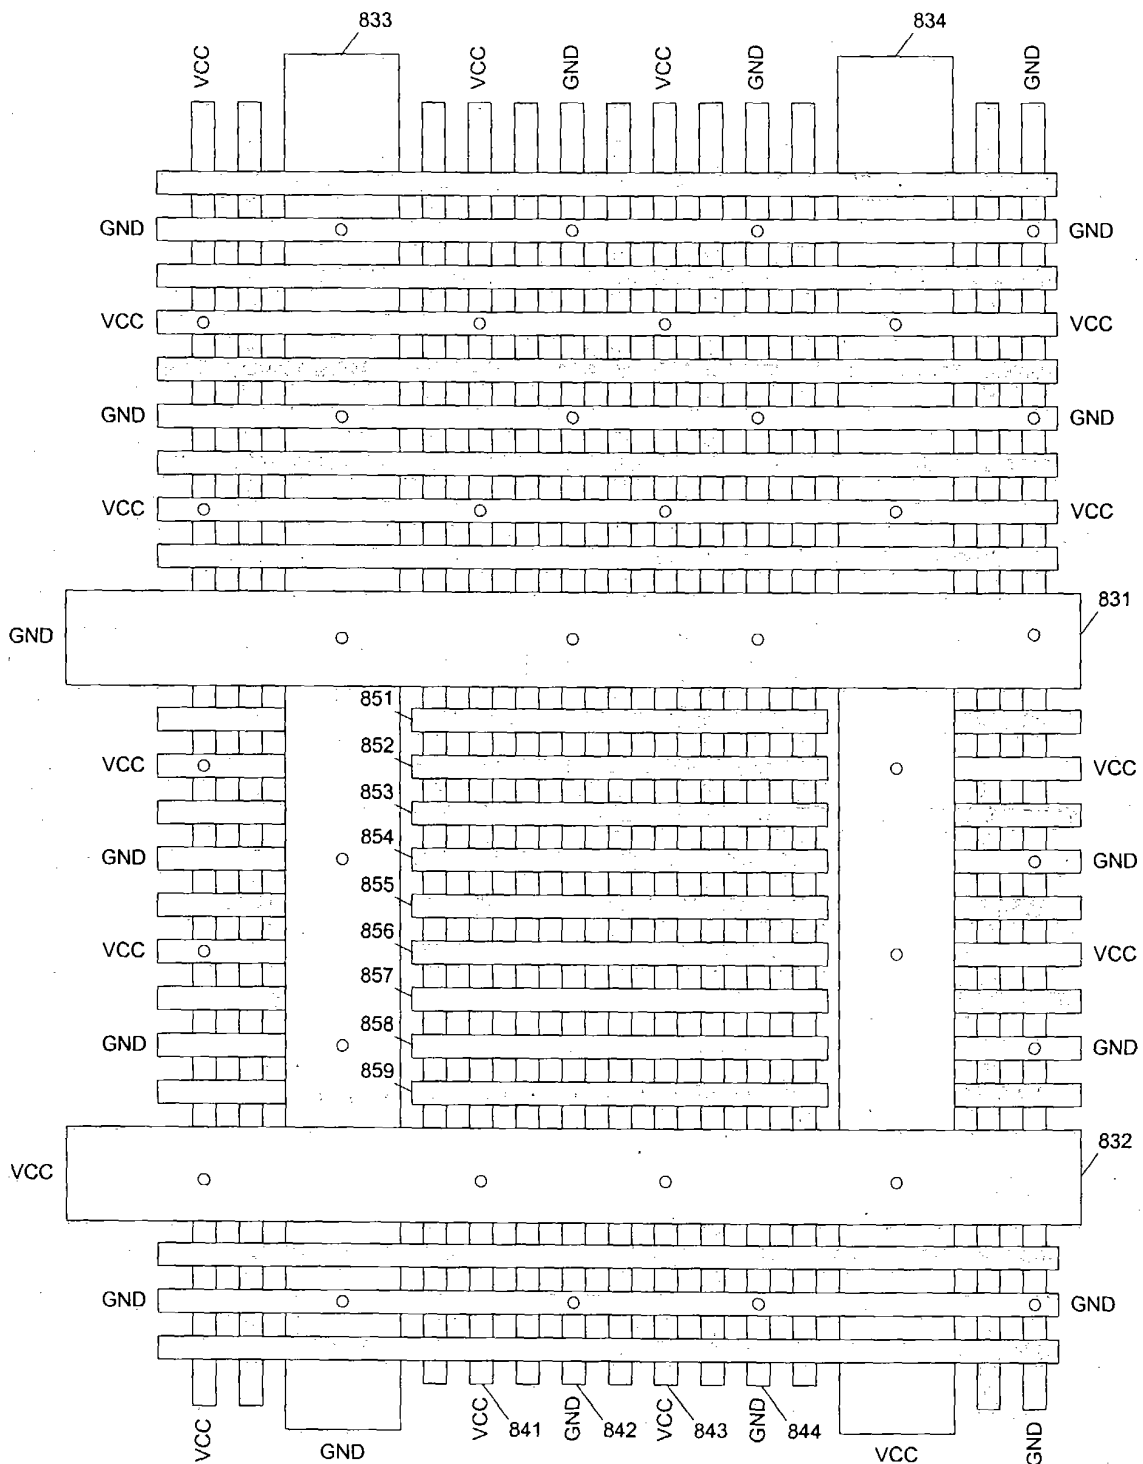 833
834
VCC
VCC
GND
VCC
GND
GND
GND
GND
VCC
VCC
GND
GND
VCC
VCC
831
GND
851
852
VCC
VCC
853
854
GND
GND
855
856
VCC
VCC
857
858
GND
GND
859
832
VCC
GND
GND
VCC
GND
VCC
841
GND
842
VCC
843
GND
844
VCC
GND